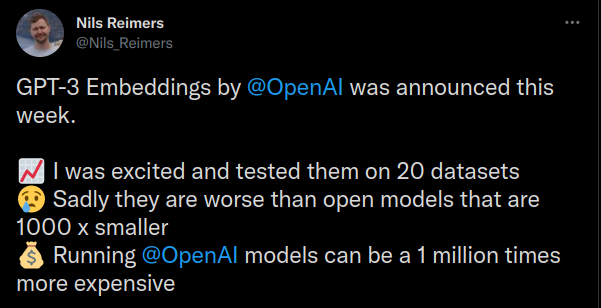 Nils Reimers
@Nils_Reimers
GPT-3 Embeddings by @OpenAI was announced this
week.
📈 I was excited and tested them on 20 datasets
😢 Sadly they are worse than open models that are
1000 x smaller
💰 Running @OpenAI models can be a 1 million times
more expensive